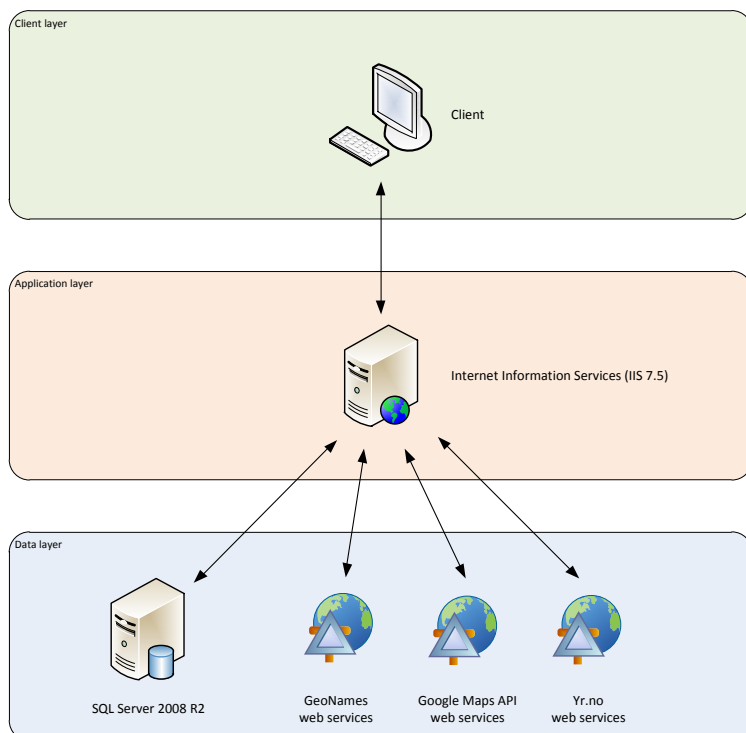 Client layer
Client
Application layer
Internet Information Services (IIS 7.5)
Data layer
SQL Server 2008 R2
GeoNames
web services
Google Maps API
web services
Yr.no
web services